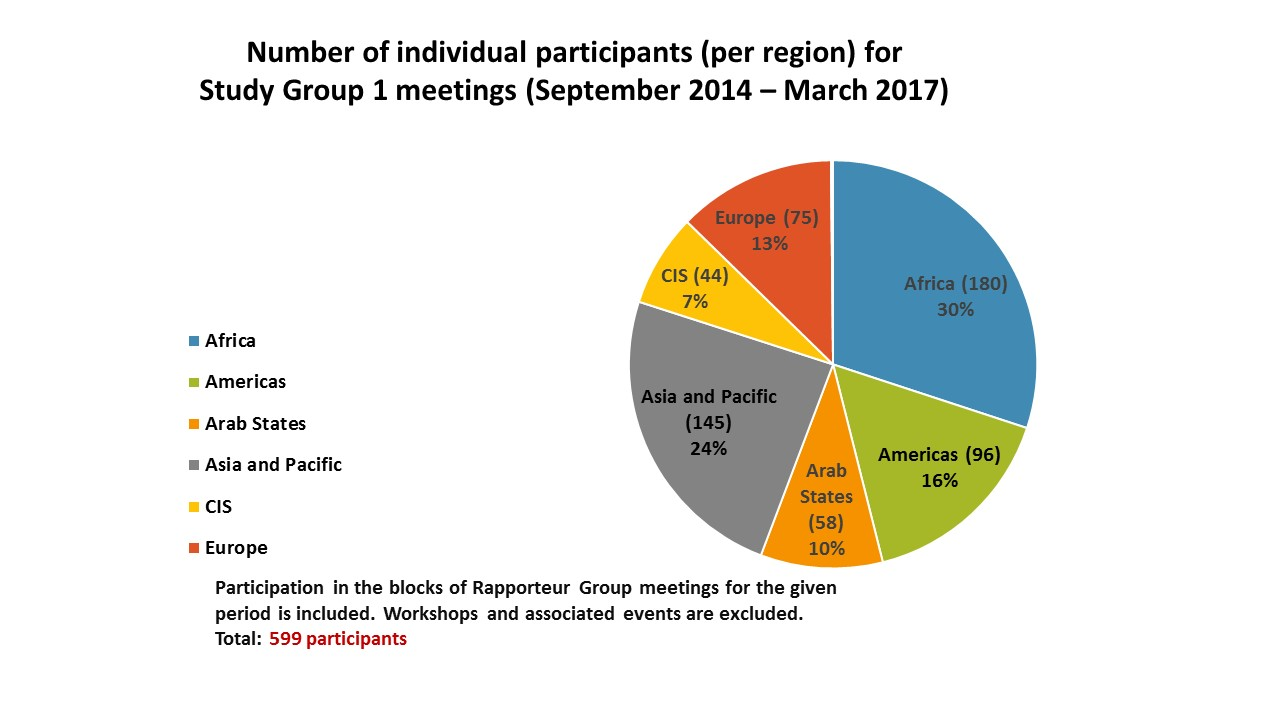 Number of individual participants (per region) for
Study Group 1 meetings (September 2014 – March 2017)
Europe (75)
13%
CIS (44)
7%
Africa (180)
30%
Asia and Pacific
(145)
24%
Americas (96)
16%
Arab
States
(58)
10%
Africa
Americas
Arab States
Asia and Pacific
CIS
Europe
Participation in the blocks of Rapporteur Group meetings for the given
period is included. Workshops and associated events are excluded.
Total: 599 participants